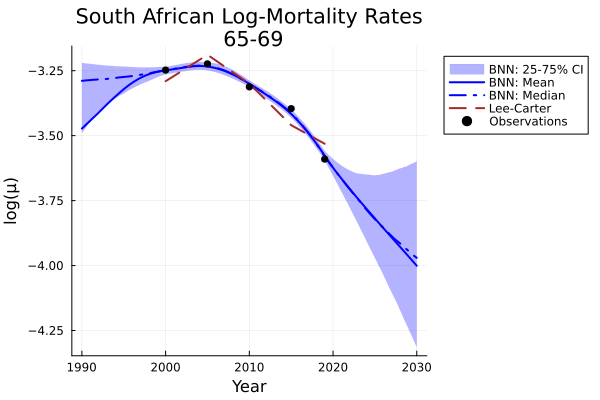 South African Log-Mortality Rates
65-69
log(μ)
−3.25
−3.50
−3.75
−4.00
−4.25
1990
2000
2010
2020
2030
Year
BNN: 25-75% CI
BNN: Mean
BNN: Median
Lee-Carter
Observations